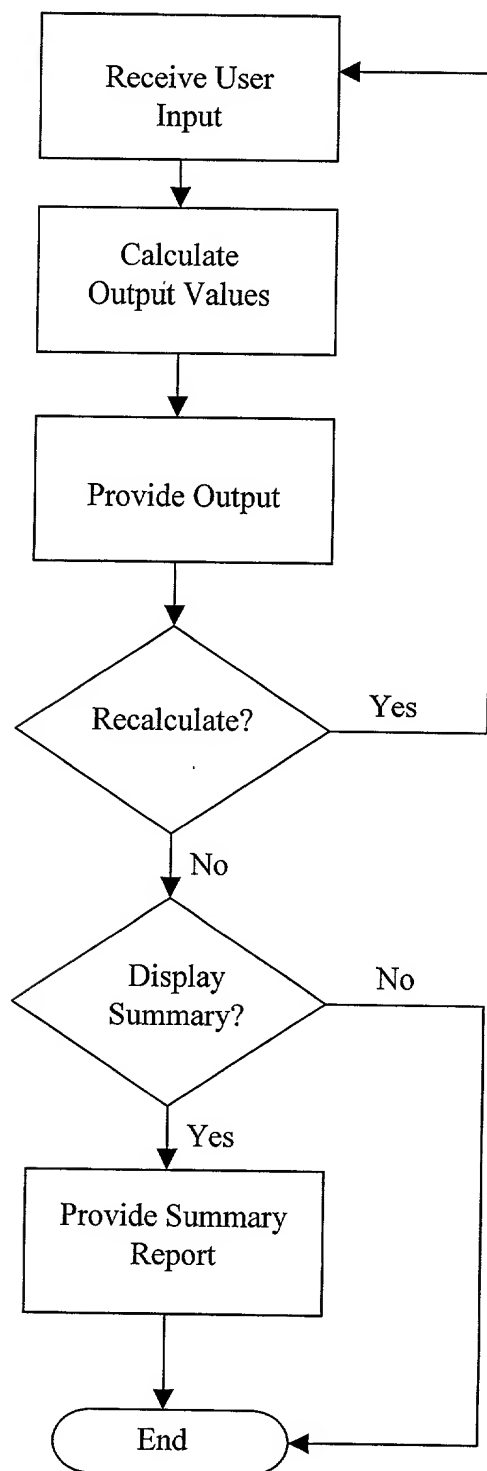 Receive User
Input
Calculate
Output Values
Provide Output
Recalculate?
Yes
No
Display
Summary?
No
Yes
Provide Summary
Report
End